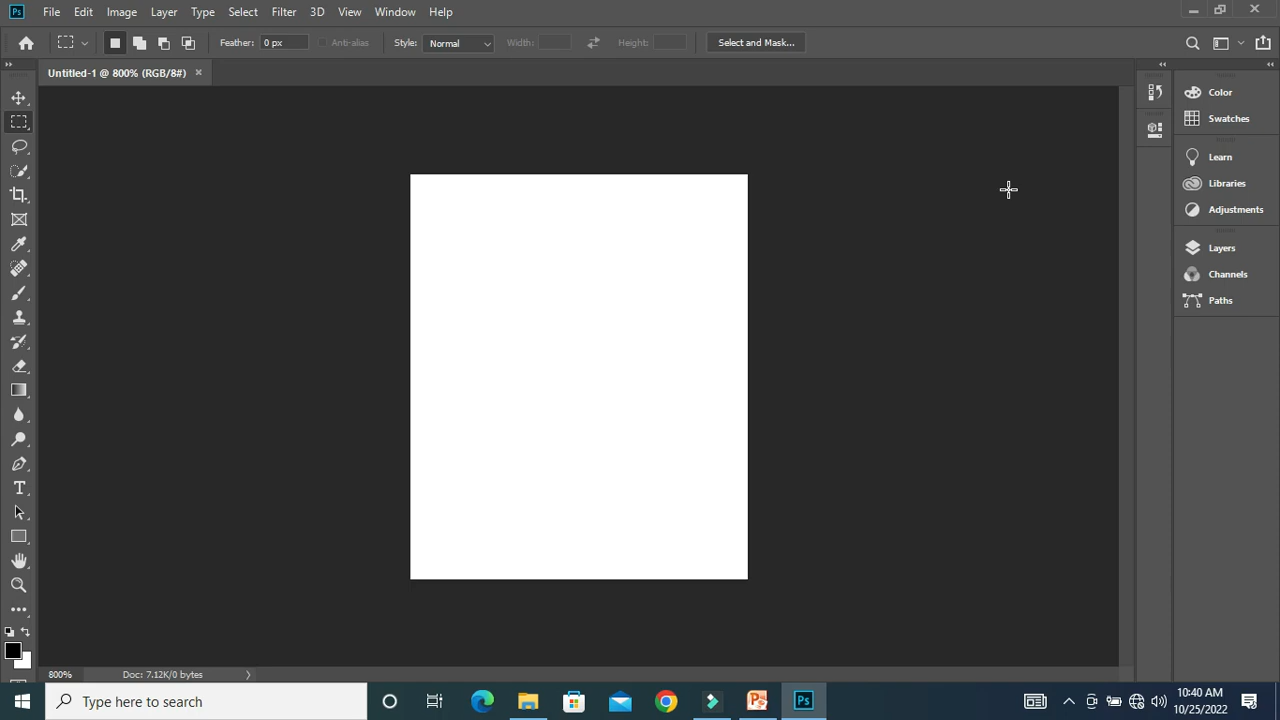 Ps File Edit Image Layer Type Select Filter 3D View Window Help
Feather: 0 px Anti-alias Style: Normal Width: Height: Select and Mask...
Untitled-1 @ 800% (RGB/8#) ×
Color
Swatches
Learn
Libraries
Adjustments
Layers
Channels
Paths
T
800% Doc: 7.12K/0 bytes
Type here to search
Ps
10:40 AM
10/25/2022